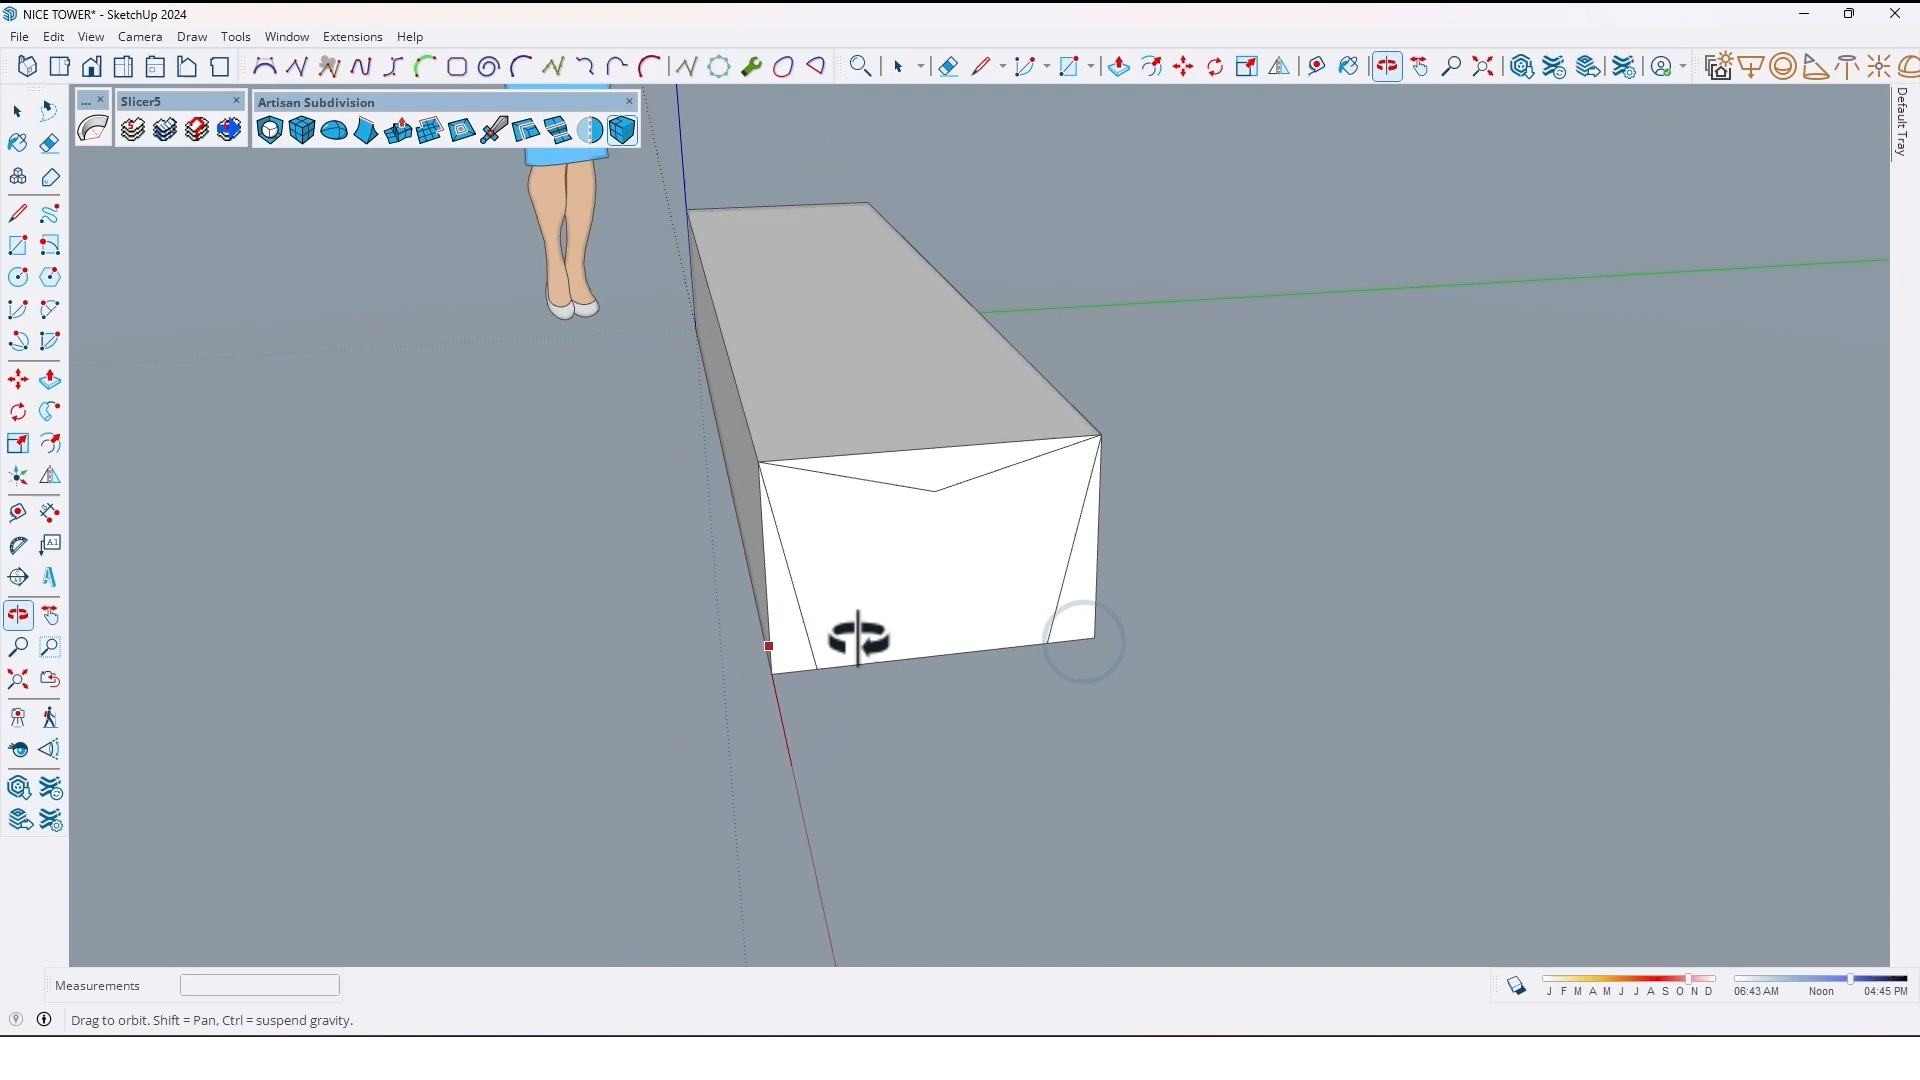 NICE TOWER* - SketchUp 2024
File Edit View Camera Draw Tools Window Extensions Help
... Slicer5 Artisan Subdivision
Default Tray
A1
Measurements
J F M A M J J A S O N D 06:43 AM Noon 04:45 PM
Drag to orbit. Shift = Pan, Ctrl = suspend gravity.